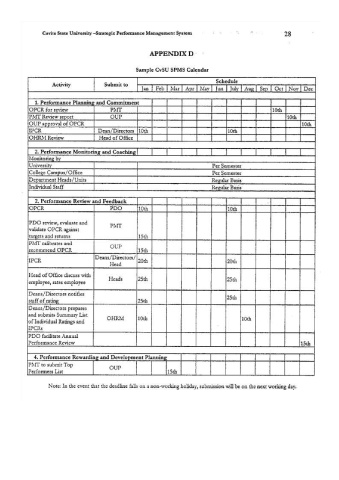 Cavite State University –Strategic Performance Management System
28
APPENDIX D
Sample CvSU SPMS Calendar
Activity Submit to Schedule
Jan Feb Mar Apr May Jun July Aug Sep Oct Nov Dec
1. Performance Planning and Commitment
OPCR for review PMT 10th
PMT Review report OUP 10th
OUP approval of OPCR 10th
IPCR Dean/Directors 10th 10th
OHRM Review Head of Office
2. Performance Monitoring and Coaching
Monitoring by
University Per Semester
College Campus/Office Per Semester
Department Heads/Units Regular Basis
Individual Staff Regular Basis
2. Performance Review and Feedback
OPCR PDO 10th 10th
PDO review, evaluate and
validate OPCR against
targets and returns
PMT 15th
PMT calibrates and
recommend OPCR
OUP 15th
IPCR Deans/Directors/
Head
20th 20th
Head of Office discuss with
employee, rates employee
Heads 25th 25th
Deans/Directors notifies
staff of rating
25th 25th
Deans/Directors prepares
and submits Summary List
of Individual Ratings and
IPCRs
OHRM 10th 10th
PDO facilitate Annual
Performance Review
15th
4. Performance Rewarding and Development Planning
PMT to submit Top
Performers List
OUP 15th
Note: In the event that the deadline falls on a non-working holiday, submission will be on the next working day.